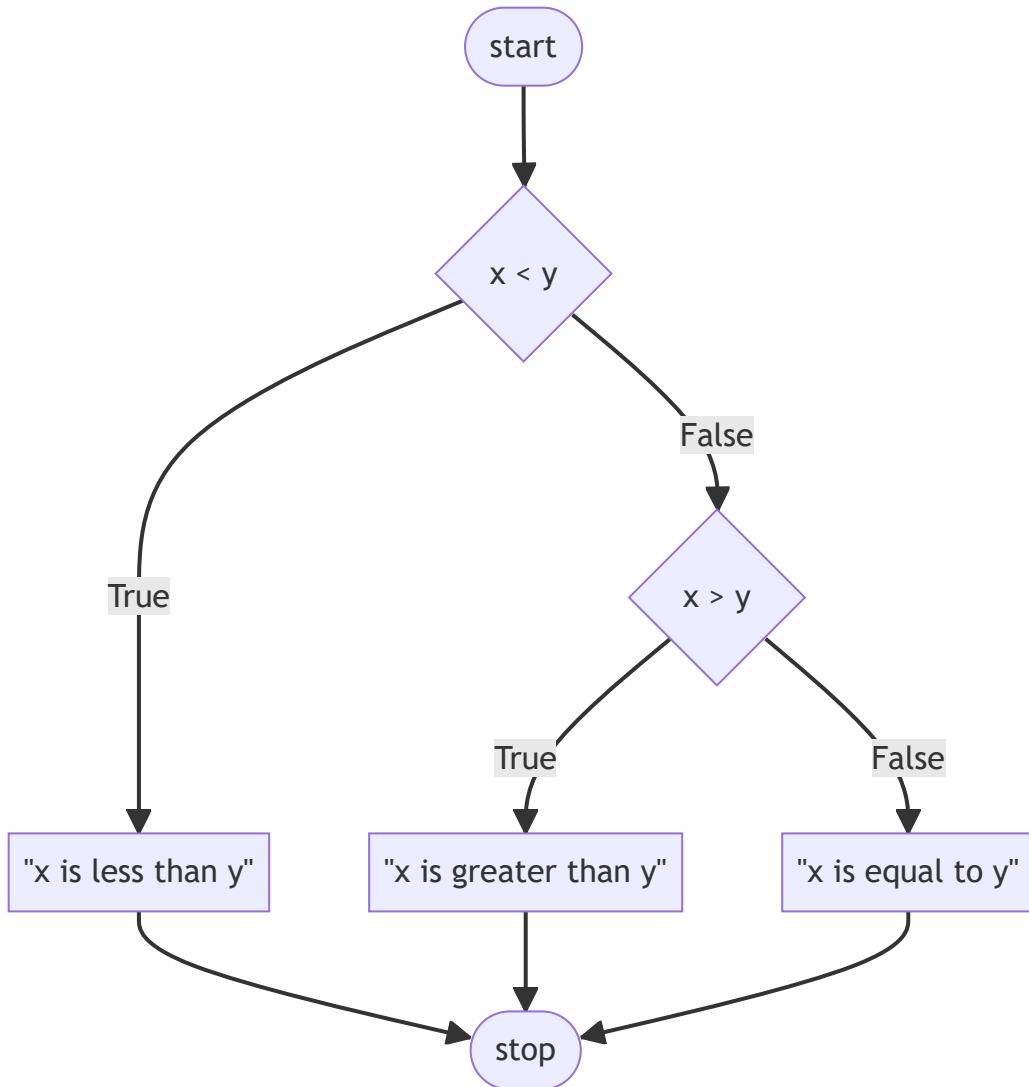 start
x < y
False
True
x > y
True
False
"x is less than y"
"x is greater than y"
"x is equal to y"
stop